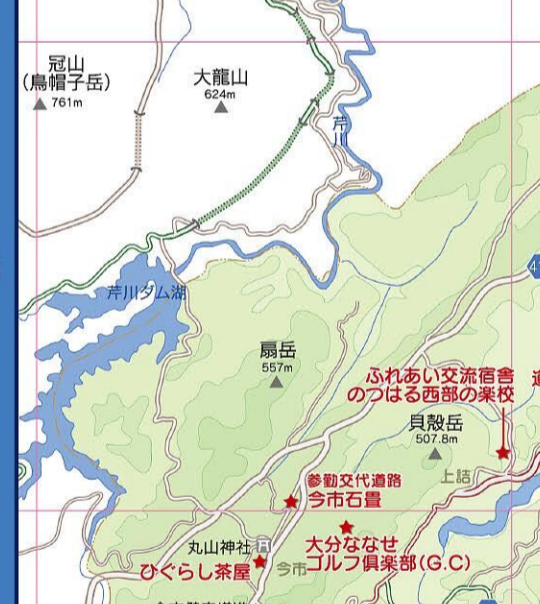 冠山
(烏帽子岳)
761m
大龍山
624m
芹川
芹川ダム湖
扇岳
557m
ふれあい交流宿舎
のつはる西部の楽校
貝殻岳
507.8m
上詰
参勤交代道路
今市石畳
丸山神社
ひぐらし茶屋
今市
大分ななせ
ゴルフ倶楽部(G.C)